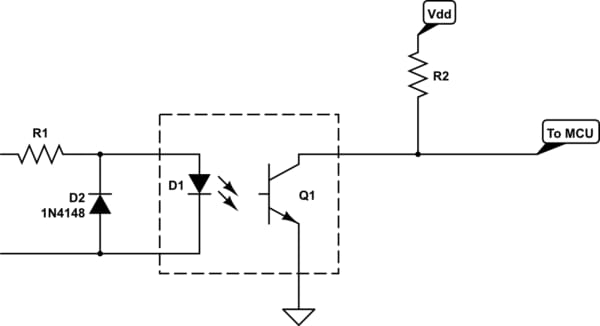 Vdd
R2
R1
To MCU
D1
Q1
D2
1N4148